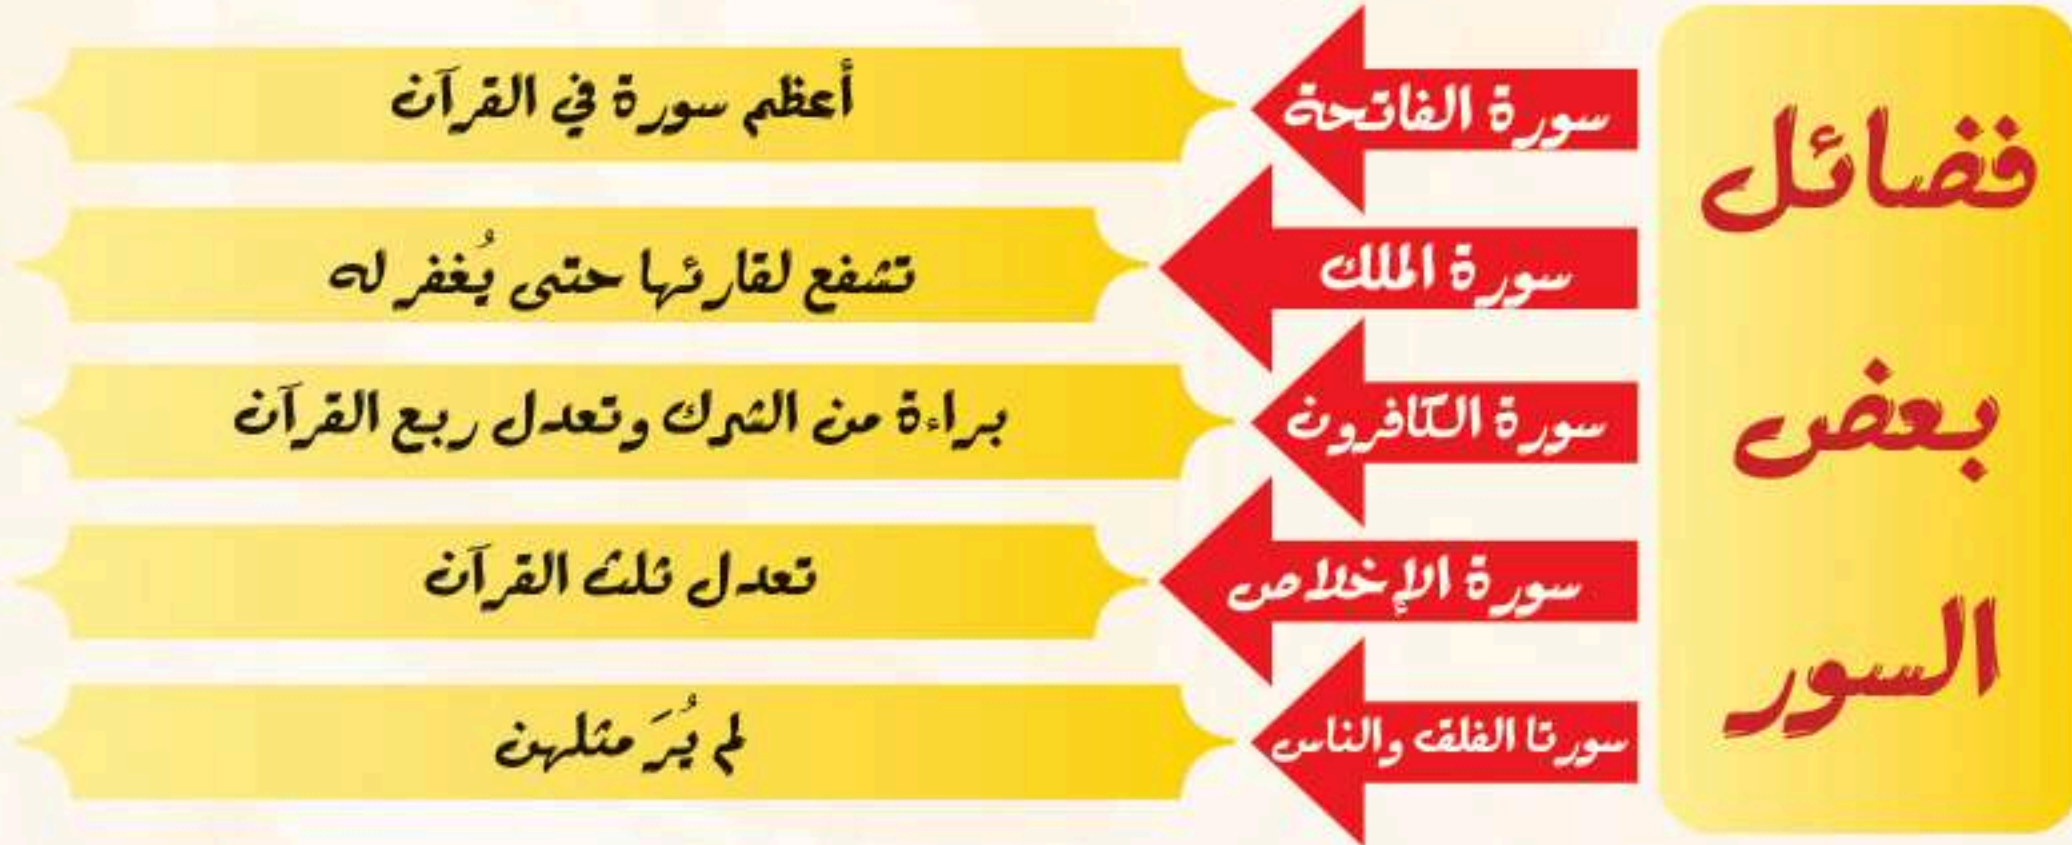 فضائل
بعض
السور
سورة الفاتحة
أعظم سورة في القرآن
سورة الملك
تشفع لقارئها حتى يُغفر له
سورة الكافرون
براءة من الشرك وتعدل ربع القرآن
سورة الإخلاص
تعدل ثلث القرآن
سورتا الفلق والناس
لم يُرَ مثلهن